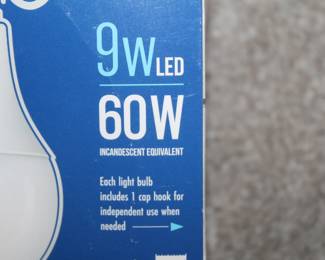 9W LED
60W
INCANDESCENT EQUIVALENT
Each light bulb
includes 1 cap hook for
independent use when
needed